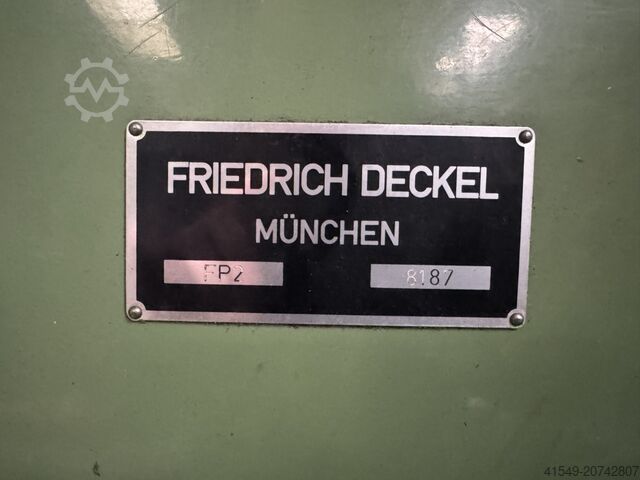 FRIEDRICH DECKEL
MÜNCHEN
FP2 8187
41549-20742807